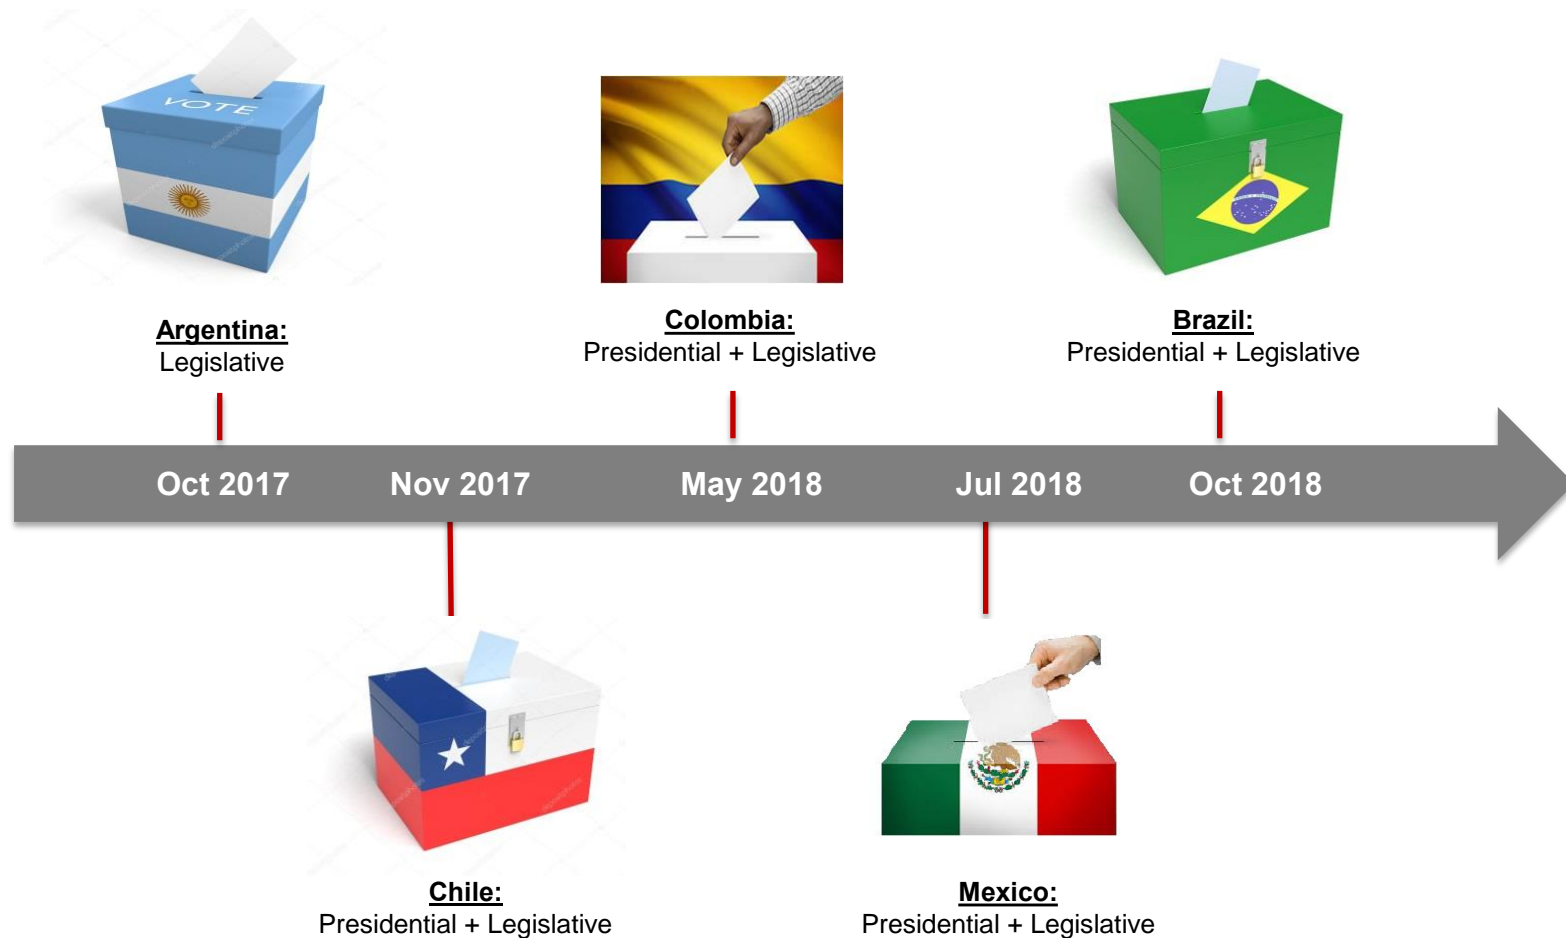 VOTE
Argentina:
Legislative
Colombia:
Presidential + Legislative
Brazil:
Presidential + Legislative
Oct 2017
Nov 2017
May 2018
Jul 2018
Oct 2018
Chile:
Presidential + Legislative
Mexico:
Presidential + Legislative